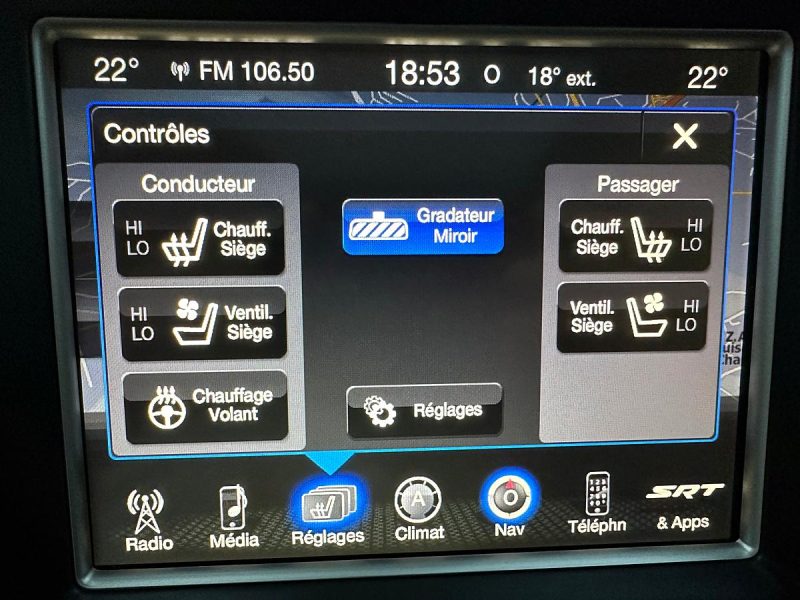 22° FM 106.50 18:53 O 18° ext. 22°
Contrôles X
Conducteur
HI
LO
Chauff.
Siège
HI
LO
Ventil.
Siège
Chauffage
Volant
Gradateur
Miroir
Réglages
Passager
Chauff.
Siège
HI
LO
Ventil.
Siège
HI
LO
Radio
Média
Réglages
A
Climat
O
Nav
Téléphn
SRT
& Apps